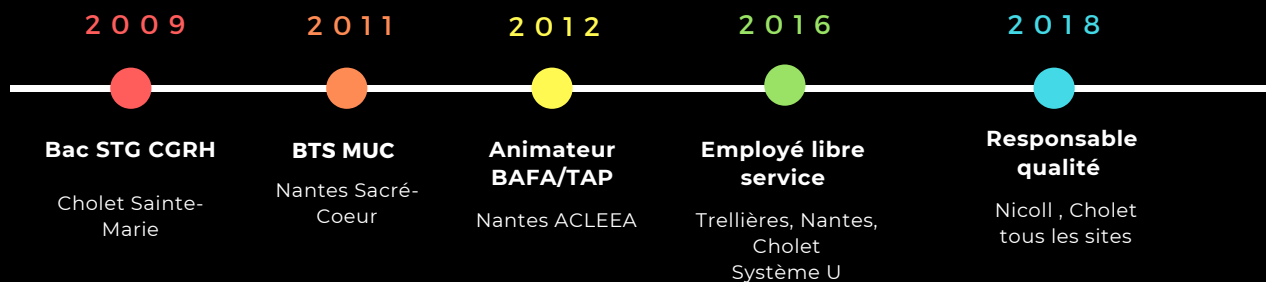 2009
Bac STG CGRH
Cholet Sainte-
Marie
2011
BTS MUC
Nantes Sacré-
Coeur
2012
Animateur
BAFA/TAP
Nantes ACLEEA
2016
Employé libre
service
Trellières, Nantes,
Cholet
Système U
2018
Responsable
qualité
Nicoll , Cholet
tous les sites